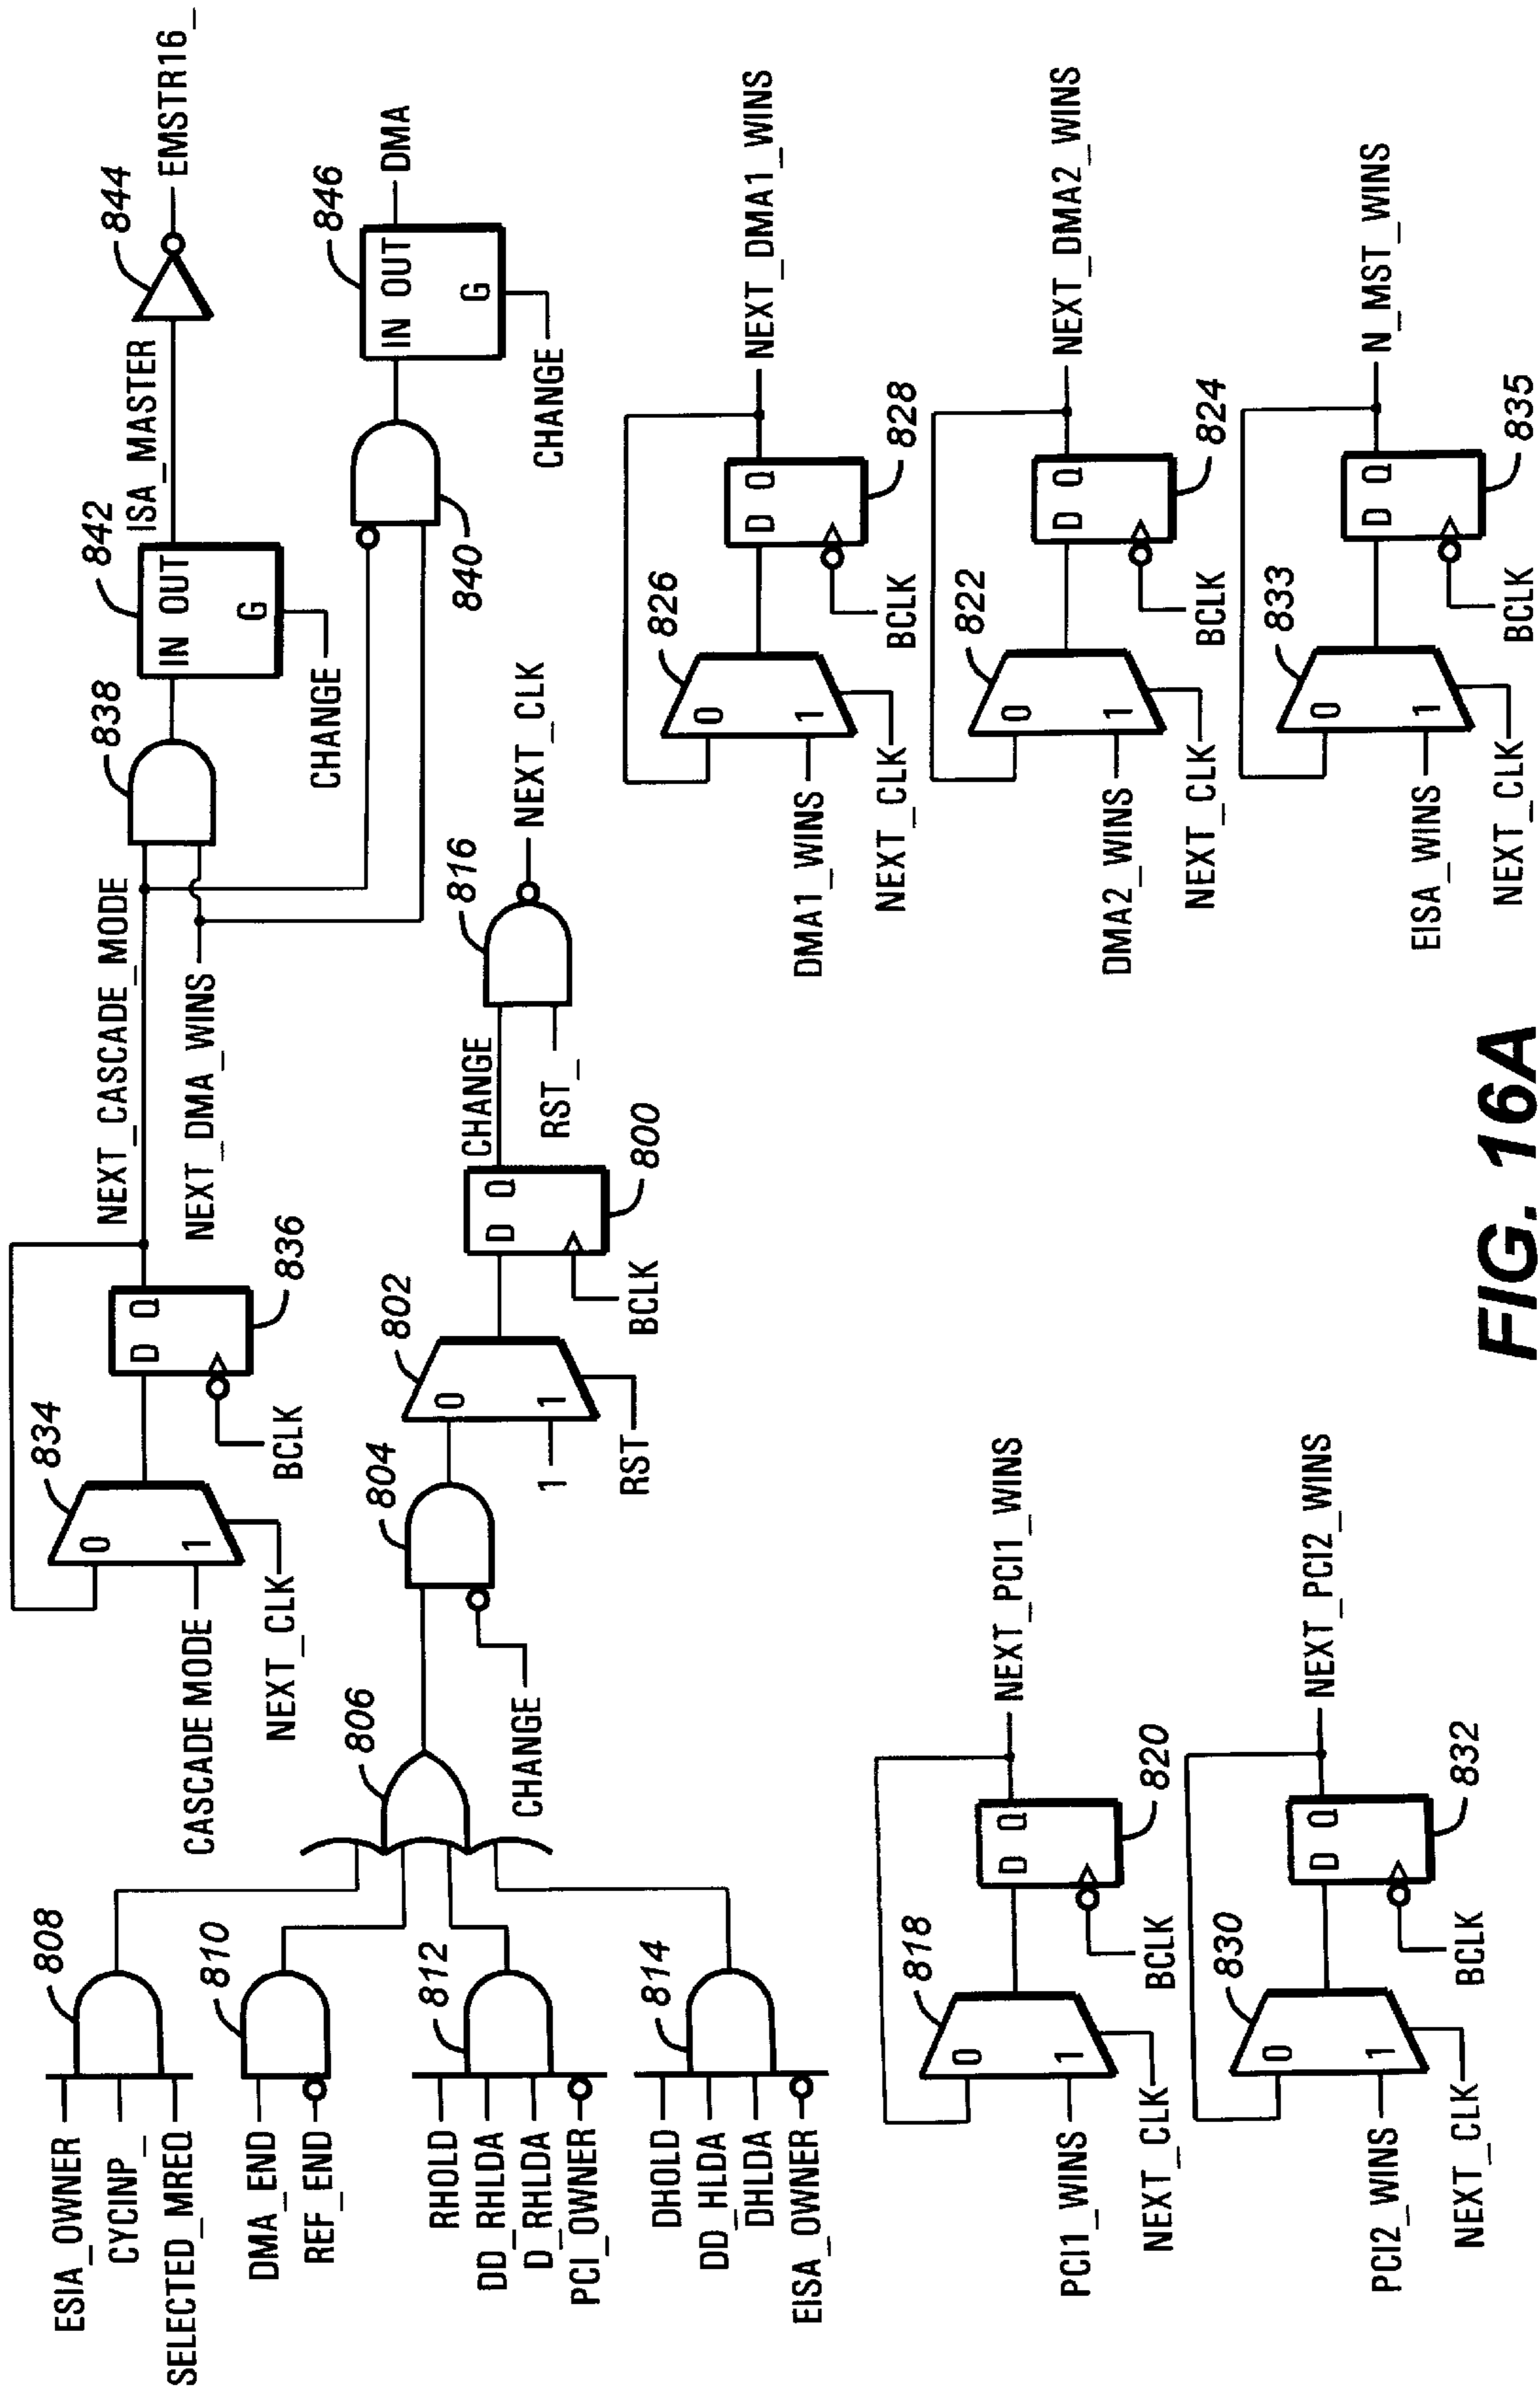 834
0
1
CASCADE MODE
NEXT_CLK
D Q
836
BCLK
NEXT_CASCADE_MODE
NEXT_DMA_WINS
838
842
IN OUT
G
CHANGE
ISA_MASTER
844
EMSTR16_
840
846
IN OUT
G
CHANGE
DMA
808
ESIA_OWNER
CYCINP_
SELECTED_MREQ
810
DMA_END
REF_END
812
RHOLD
DD_RHLDA
D_RHLDA
PCI_OWNER
814
DHOLD
DD_HLDA
DHLDA
EISA_OWNER
806
804
CHANGE
802
0
1
1
RST
D Q
800
BCLK
CHANGE
RST_
816
NEXT_CLK
818
0
1
PCI1_WINS
NEXT_CLK
D Q
820
BCLK
NEXT_PCI1_WINS
830
0
1
PCI2_WINS
NEXT_CLK
D Q
832
BCLK
NEXT_PCI2_WINS
826
0
1
DMA1_WINS
NEXT_CLK
D Q
828
BCLK
NEXT_DMA1_WINS
822
0
1
DMA2_WINS
NEXT_CLK
D Q
824
BCLK
NEXT_DMA2_WINS
833
0
1
EISA_WINS
NEXT_CLK
D Q
835
BCLK
N_MST_WINS
FIG. 16A